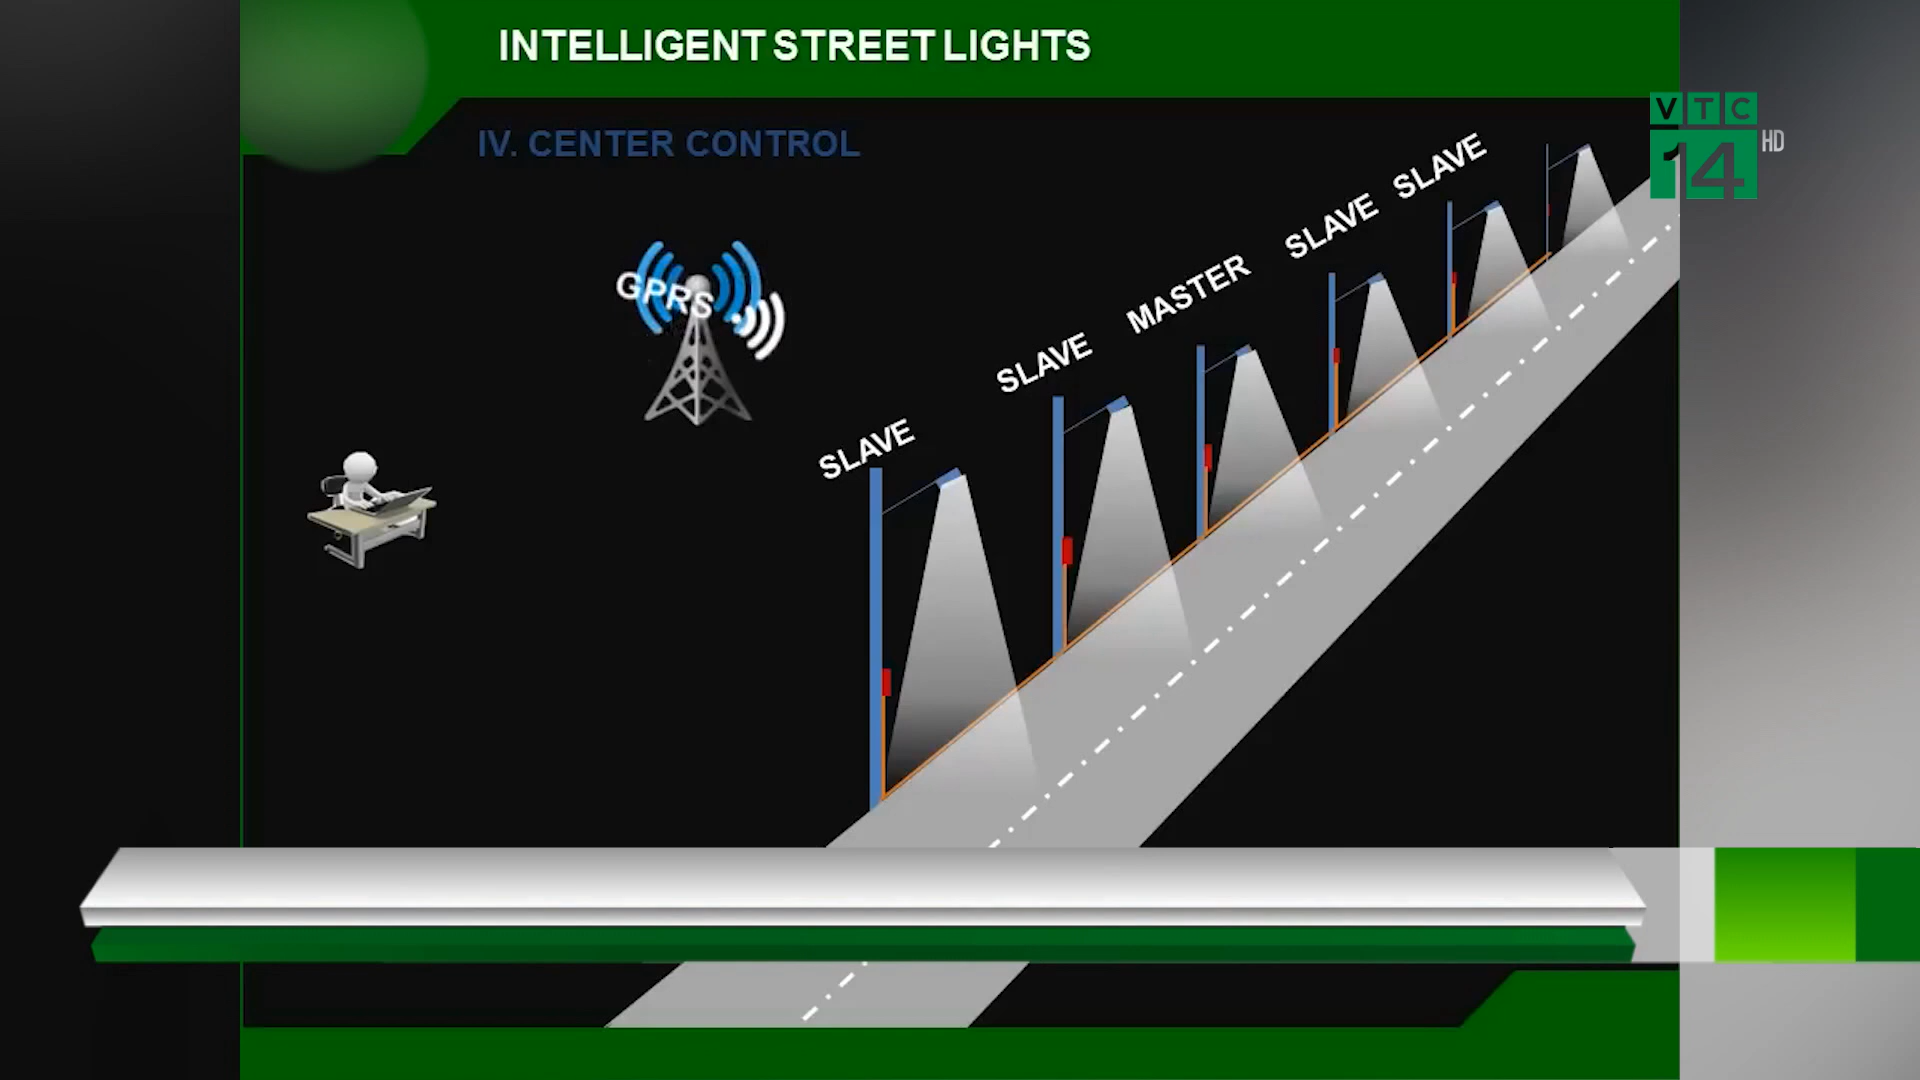 INTELLIGENT STREET LIGHTS
VTC
14 HD
IV. CENTER CONTROL
SLAVE
SLAVE
MASTER
SLAVE
SLAVE
GPRS